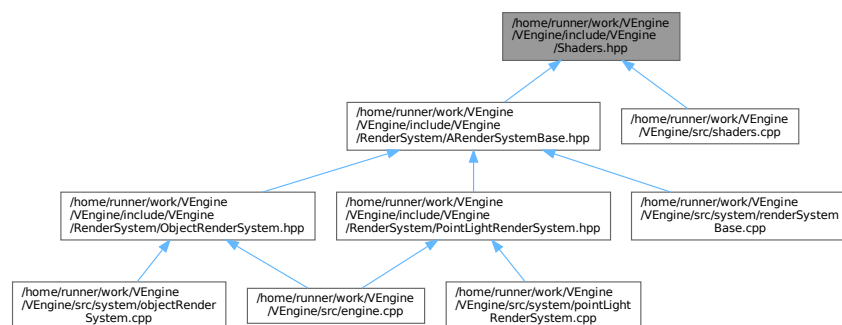 /home/runner/work/VEngine
/VEngine/include/VEngine
/Shaders.hpp
/home/runner/work/VEngine
/VEngine/include/VEngine
/RenderSystem/ARenderSystemBase.hpp
/home/runner/work/VEngine
/VEngine/src/shaders.cpp
/home/runner/work/VEngine
/VEngine/include/VEngine
/RenderSystem/ObjectRenderSystem.hpp
/home/runner/work/VEngine
/VEngine/include/VEngine
/RenderSystem/PointLightRenderSystem.hpp
/home/runner/work/VEngine
/VEngine/src/system/renderSystem
Base.cpp
/home/runner/work/VEngine
/VEngine/src/system/objectRender
System.cpp
/home/runner/work/VEngine
/VEngine/src/engine.cpp
/home/runner/work/VEngine
/VEngine/src/system/pointLight
RenderSystem.cpp